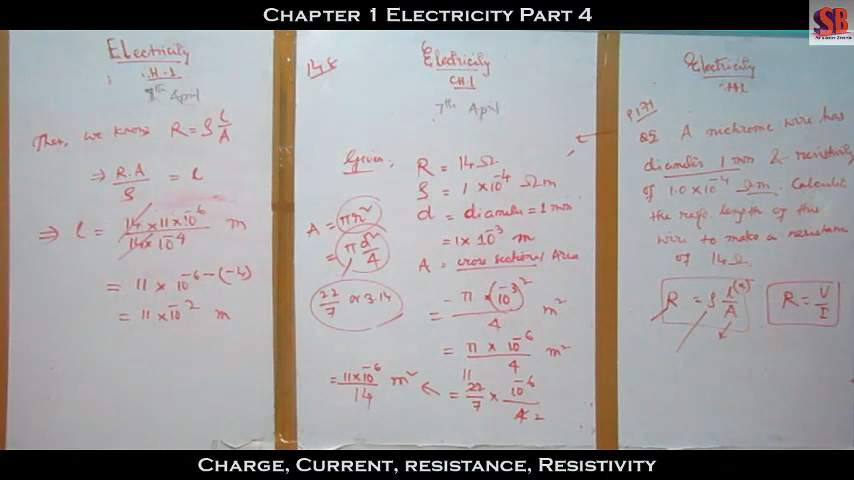 Chapter 1 Electricity Part 4
SSB
Electricity
CH-1
7th April
Then, we know R = ρ L/A
⇒ R.A/ρ = l
⇒ l = 14 × 11 × 10⁻⁶ / 14 × 10⁻⁴ m
= 11 × 10⁻⁶⁻⁽⁻⁴⁾
= 11 × 10⁻² m
Electricity
CH.1
7th April
Given:
R = 14 Ω
ρ = 1 × 10⁻⁴ Ωm
d = diameter = 1 mm
= 1 × 10⁻³ m
A = cross sectional Area
A = πr²
= πd²/4
22/7 or 3.14
= π × (10⁻³)² / 4 m²
= π × 10⁻⁶ / 4 m²
= 22/7 × 10⁻⁶ / 4 2
11
= 11×10⁻⁶ / 14 m² ←
Electricity
P171
A nichrome wire has
diameter 1 mm & resistivity
of 1.0 × 10⁻⁴ Ωm. Calculate
the reqd. length of this
wire to make a resistance
of 14 Ω.
R = ρ l(x)/A
R = V/I
Charge, Current, resistance, Resistivity